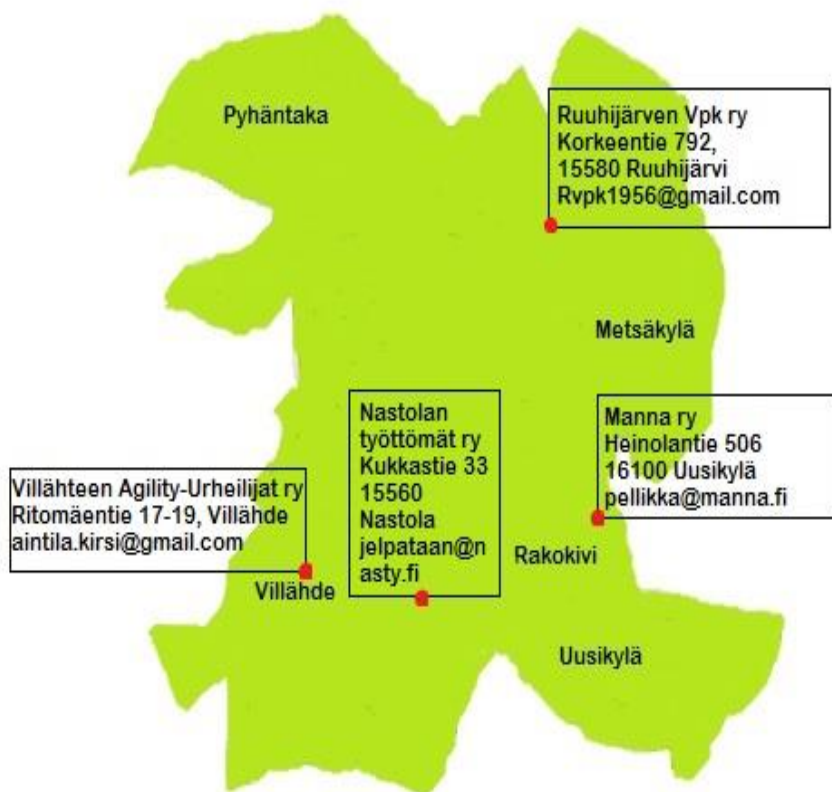 Pyhäntaka
Ruuhijärven Vpk ry
Korkeentie 792,
15580 Ruuhijärvi
Rvpk1956@gmail.com
Metsäkylä
Nastolan
työttömät ry
Kukkastie 33
15560
Nastola
jelpataan@n
asty.fi
Manna ry
Heinolantie 506
16100 Uusikylä
pellikka@manna.fi
Villähteen Agility-Urheilijat ry
Ritomäentie 17-19, Villähde
aintila.kirsi@gmail.com
Rakokivi
Villähde
Uusikylä